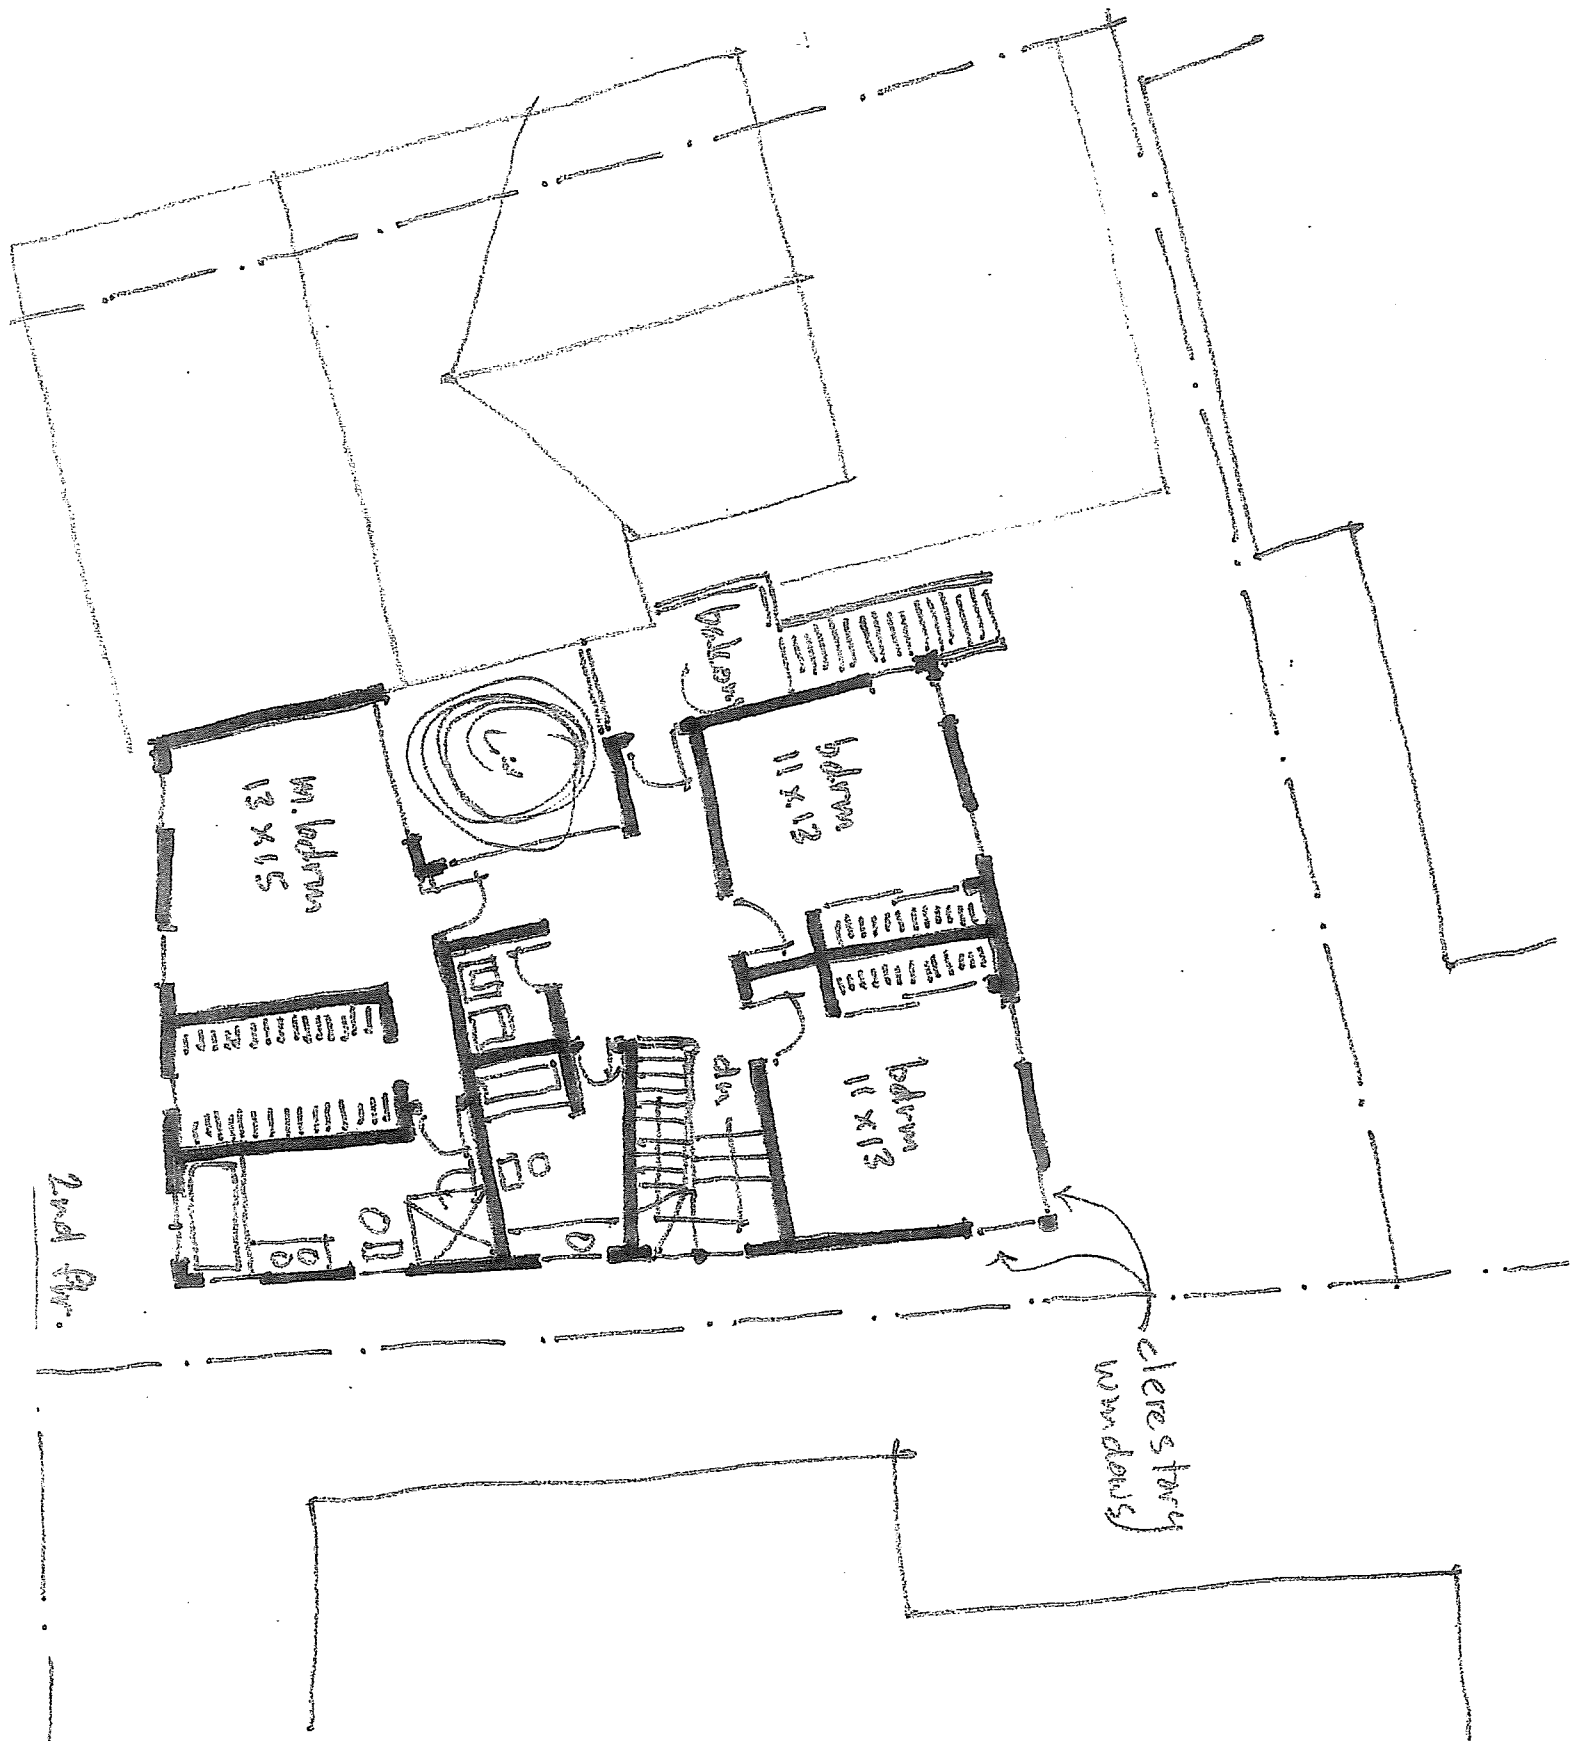 balcony
bdrm
11 x 13
m. bdrm
13 x 15
dn
bdrm
11 x 13
clerestory
windows
2nd flr.